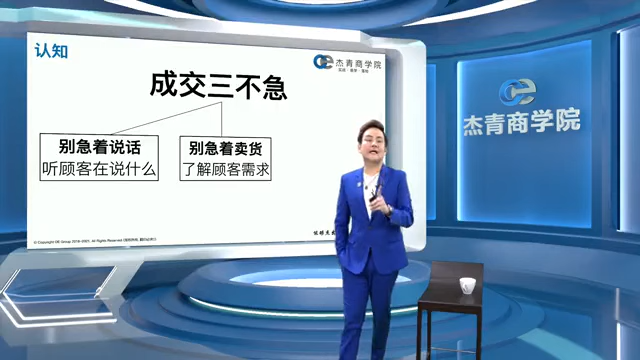 认知
杰青商学院
成交三不急
别急着说话
听顾客在说什么
别急着卖货
了解顾客需求
杰青商学院